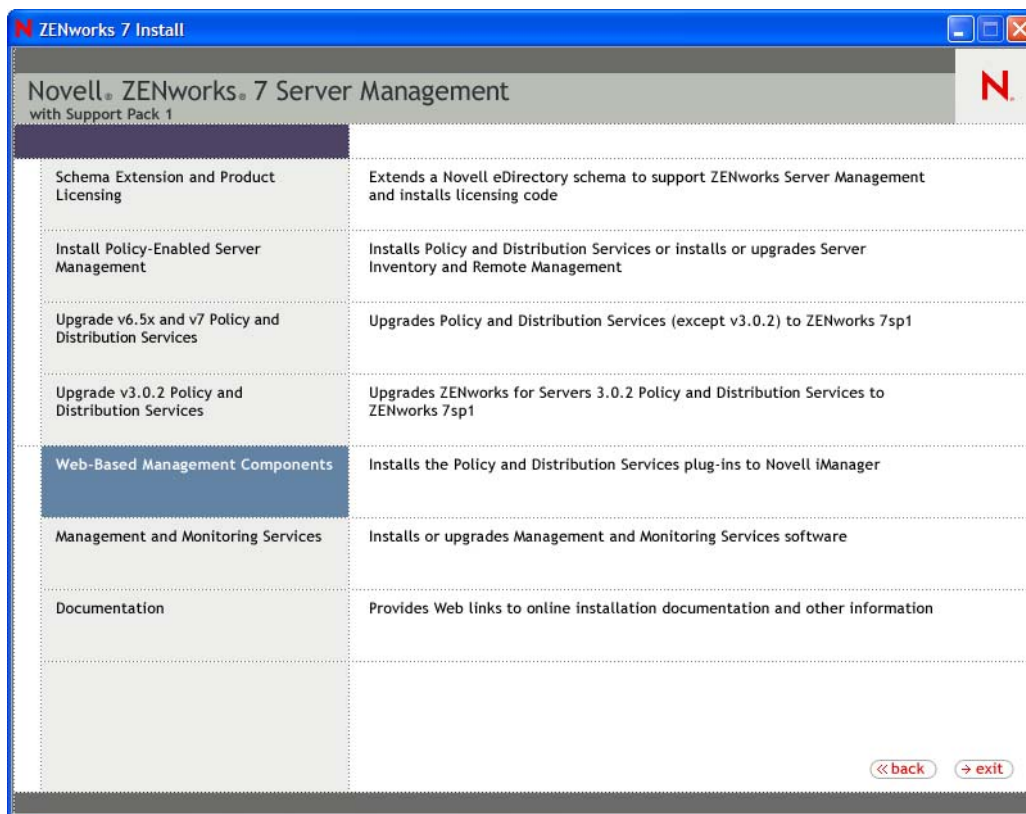 N ZENworks 7 Install
Novell® ZENworks® 7 Server Management
with Support Pack 1
N®
Schema Extension and Product
Licensing
Extends a Novell eDirectory schema to support ZENworks Server Management
and installs licensing code
Install Policy-Enabled Server
Management
Installs Policy and Distribution Services or installs or upgrades Server
Inventory and Remote Management
Upgrade v6.5x and v7 Policy and
Distribution Services
Upgrades Policy and Distribution Services (except v3.0.2) to ZENworks 7sp1
Upgrade v3.0.2 Policy and
Distribution Services
Upgrades ZENworks for Servers 3.0.2 Policy and Distribution Services to
ZENworks 7sp1
Web-Based Management Components
Installs the Policy and Distribution Services plug-ins to Novell iManager
Management and Monitoring Services
Installs or upgrades Management and Monitoring Services software
Documentation
Provides Web links to online installation documentation and other information
« back
→ exit